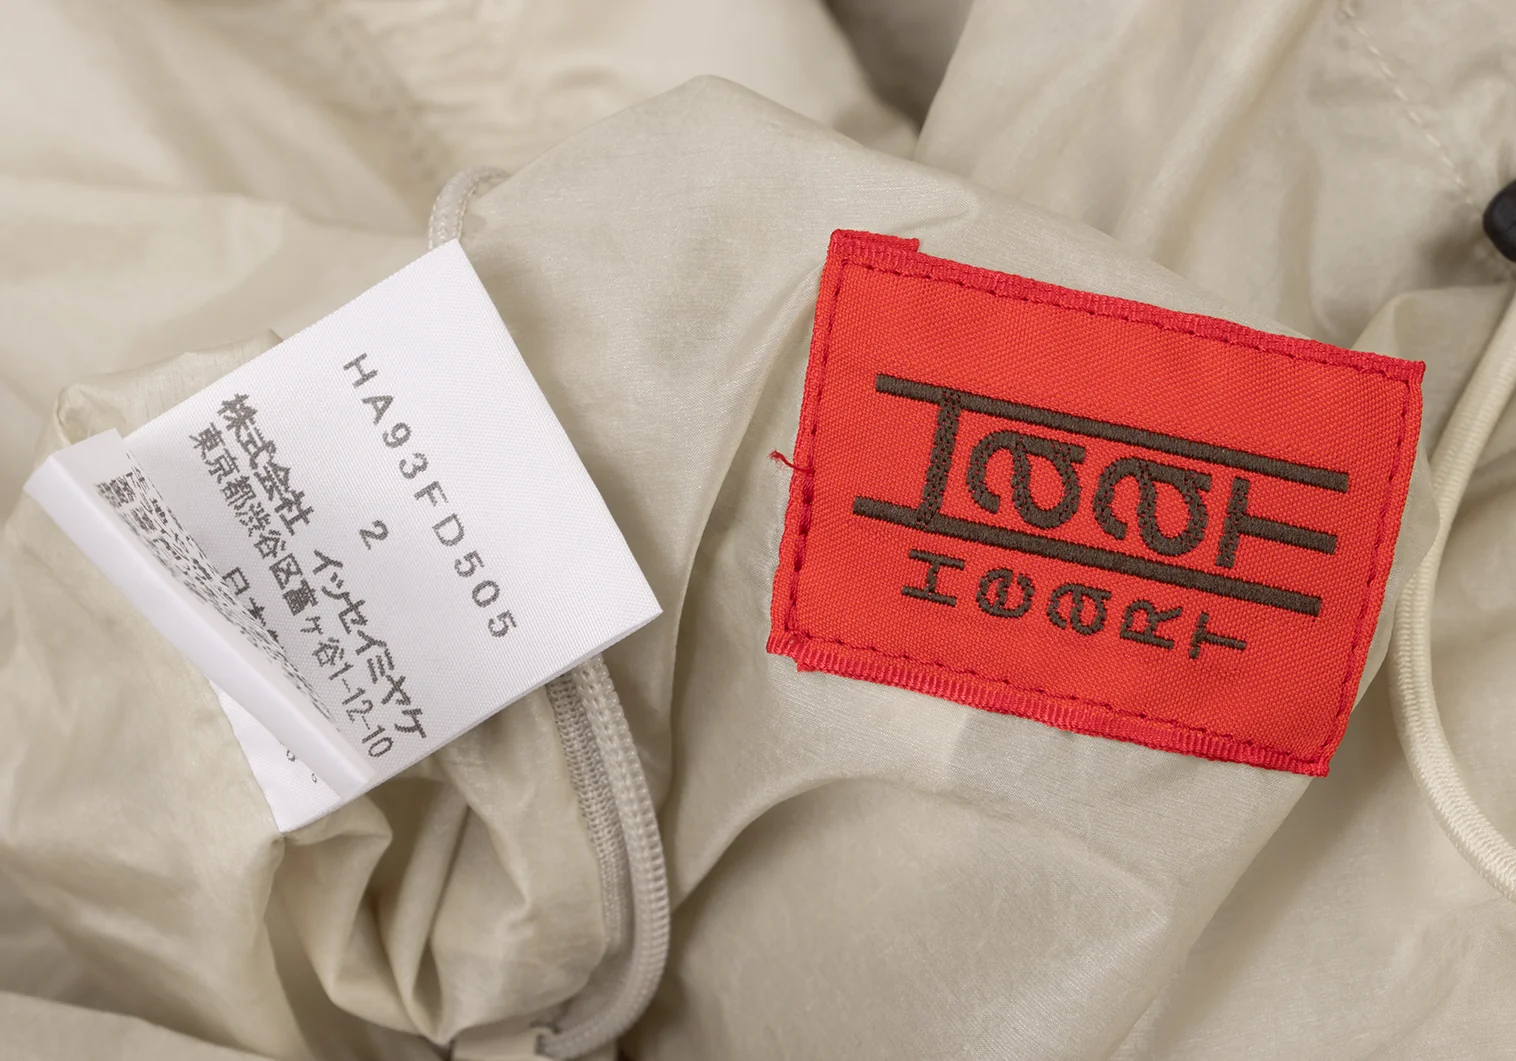 HA93FD505
2
株式会社 イッセイミヤケ
東京都渋谷区富ヶ谷1-12-10
HaaT
HeaRT